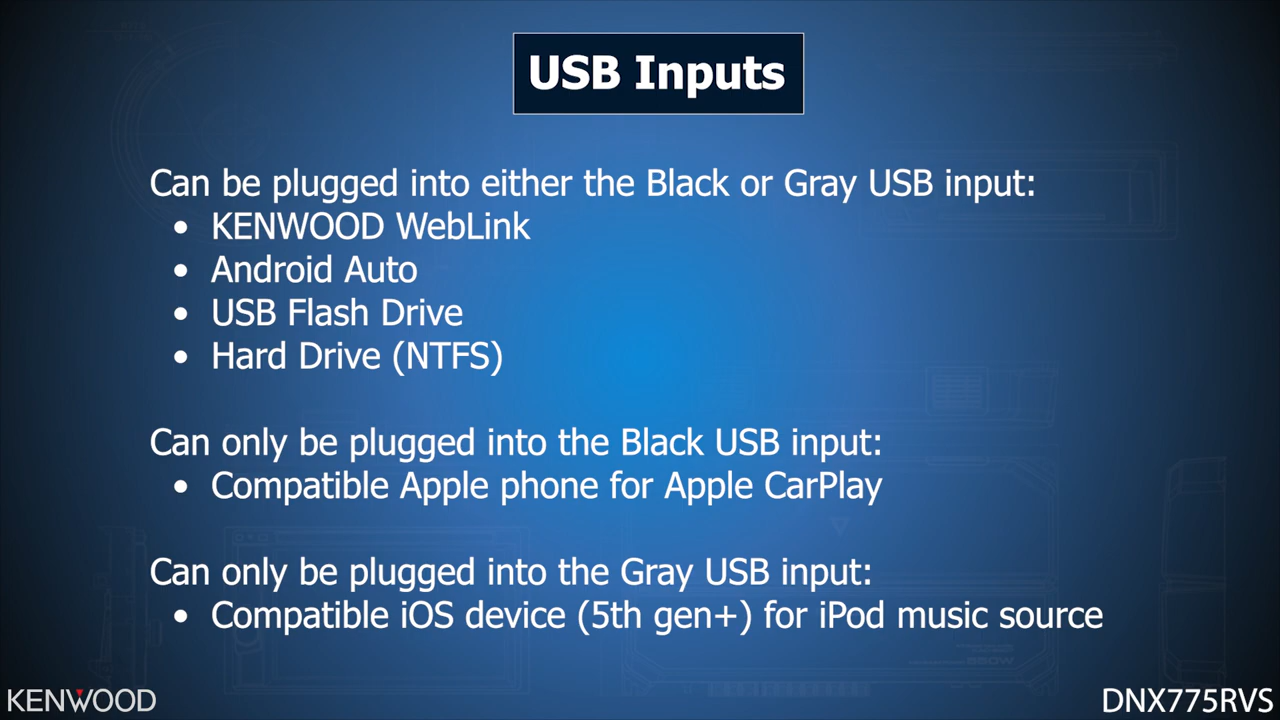 USB Inputs
Can be plugged into either the Black or Gray USB input:
• KENWOOD WebLink
• Android Auto
• USB Flash Drive
• Hard Drive (NTFS)
Can only be plugged into the Black USB input:
• Compatible Apple phone for Apple CarPlay
Can only be plugged into the Gray USB input:
• Compatible iOS device (5th gen+) for iPod music source
KENWOOD
DNX775RVS